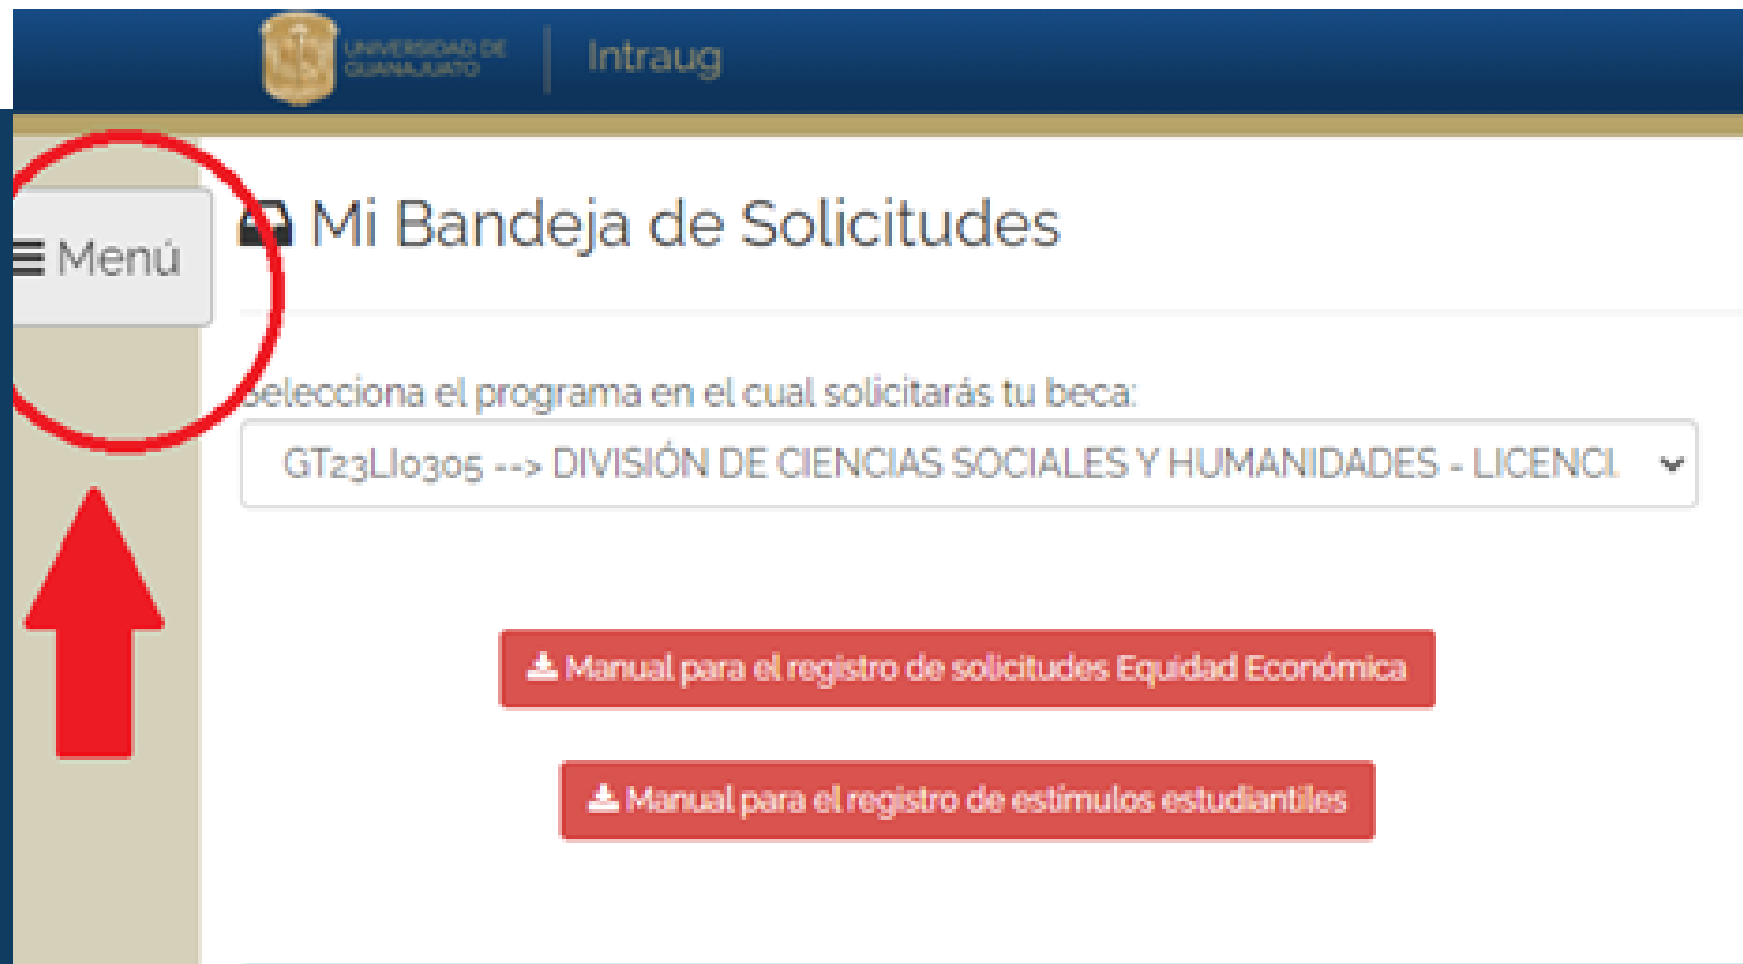 UNIVERSIDAD DE
GUANAJUATO
Intraug
Menú
Mi Bandeja de Solicitudes
Selecciona el programa en el cual solicitarás tu beca:
GT23LI0305 --> DIVISIÓN DE CIENCIAS SOCIALES Y HUMANIDADES - LICENCI.
Manual para el registro de solicitudes Equidad Económica
Manual para el registro de estímulos estudiantiles